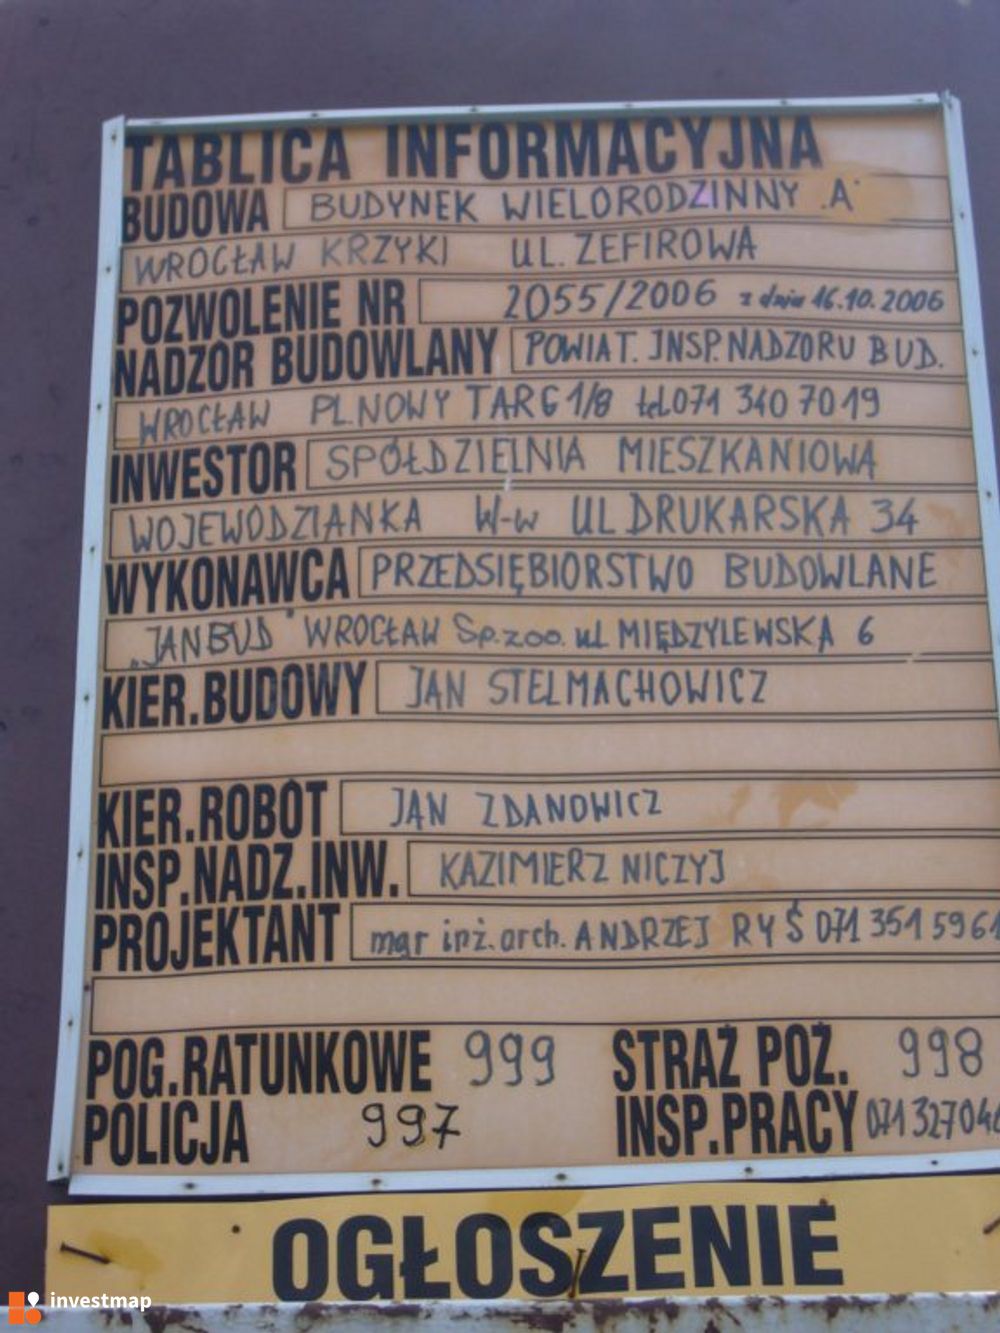 TABLICA INFORMACYJNA
BUDOWA BUDYNEK WIELORODZINNY "A"
WROCŁAW KRZYKI UL. ZEFIROWA
POZWOLENIE NR 2055/2006 z dnia 16.10.2006
NADZÓR BUDOWLANY POWIAT. INSP. NADZORU BUD.
WROCŁAW PL. NOWY TARG 1/8 tel. 071 340 70 19
INWESTOR SPÓŁDZIELNIA MIESZKANIOWA
WOJEWODZIANKA W-w UL DRUKARSKA 34
WYKONAWCA PRZEDSIĘBIORSTWO BUDOWLANE
„JANBUD" WROCŁAW Sp. zoo. ul MIĘDZYLEWSKA 6
KIER.BUDOWY JAN STELMACHOWICZ
KIER.ROBÓT JAN ZDANOWICZ
INSP.NADZ.INW. KAZIMIERZ NICZYJ
PROJEKTANT mgr inż. arch. ANDRZEJ RYŚ 071 351 5961
POG.RATUNKOWE 999 STRAŻ POŻ. 998
POLICJA 997 INSP.PRACY 071 32704
OGŁOSZENIE
investmap